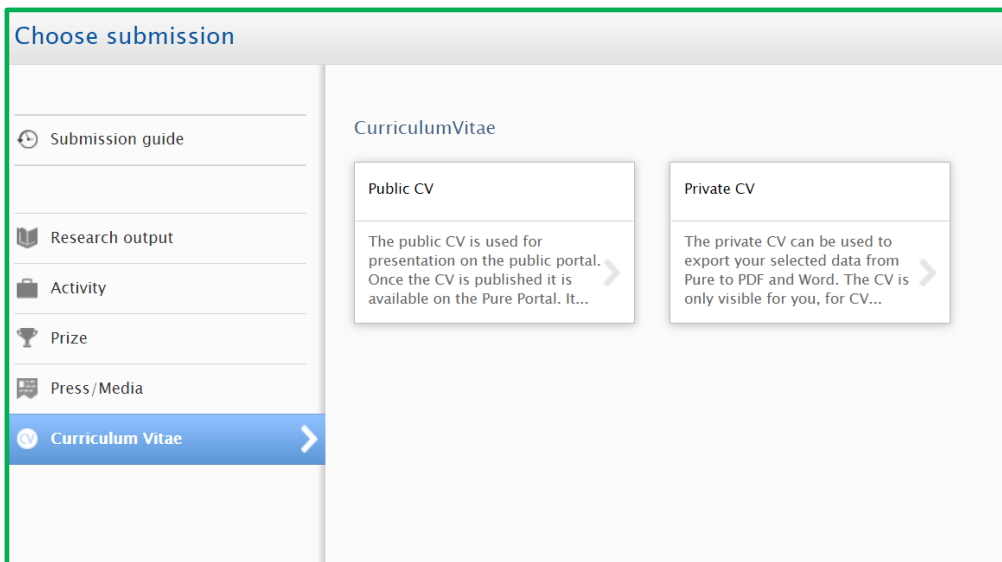 Choose submission
Submission guide
Research output
Activity
Prize
Press/Media
CV Curriculum Vitae
CurriculumVitae
Public CV
The public CV is used for
presentation on the public portal.
Once the CV is published it is
available on the Pure Portal. It...
Private CV
The private CV can be used to
export your selected data from
Pure to PDF and Word. The CV is
only visible for you, for CV...